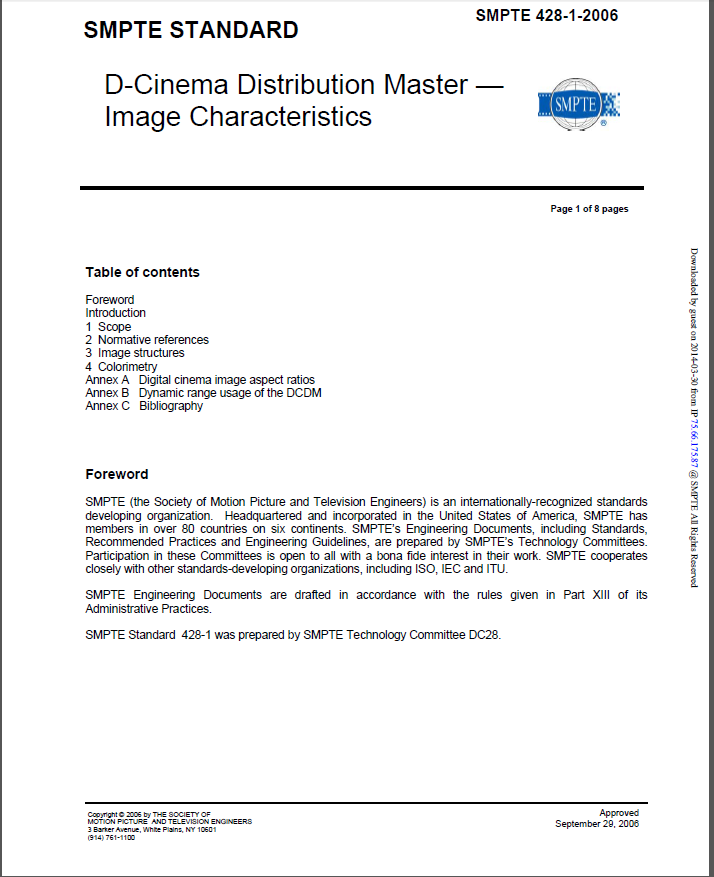 SMPTE STANDARD
SMPTE 428-1-2006
D-Cinema Distribution Master —
Image Characteristics
SMPTE
®
Page 1 of 8 pages
Table of contents
Foreword
Introduction
1 Scope
2 Normative references
3 Image structures
4 Colorimetry
Annex A Digital cinema image aspect ratios
Annex B Dynamic range usage of the DCDM
Annex C Bibliography
Foreword
SMPTE (the Society of Motion Picture and Television Engineers) is an internationally-recognized standards
developing organization. Headquartered and incorporated in the United States of America, SMPTE has
members in over 80 countries on six continents. SMPTE's Engineering Documents, including Standards,
Recommended Practices and Engineering Guidelines, are prepared by SMPTE's Technology Committees.
Participation in these Committees is open to all with a bona fide interest in their work. SMPTE cooperates
closely with other standards-developing organizations, including ISO, IEC and ITU.
SMPTE Engineering Documents are drafted in accordance with the rules given in Part XIII of its
Administrative Practices.
SMPTE Standard 428-1 was prepared by SMPTE Technology Committee DC28.
Copyright © 2006 by THE SOCIETY OF
MOTION PICTURE AND TELEVISION ENGINEERS
3 Barker Avenue, White Plains, NY 10601
(914) 761-1100
Approved
September 29, 2006
Downloaded by guest on 2014-03-30 from IP 75.66.175.87 @ SMPTE All Rights Reserved